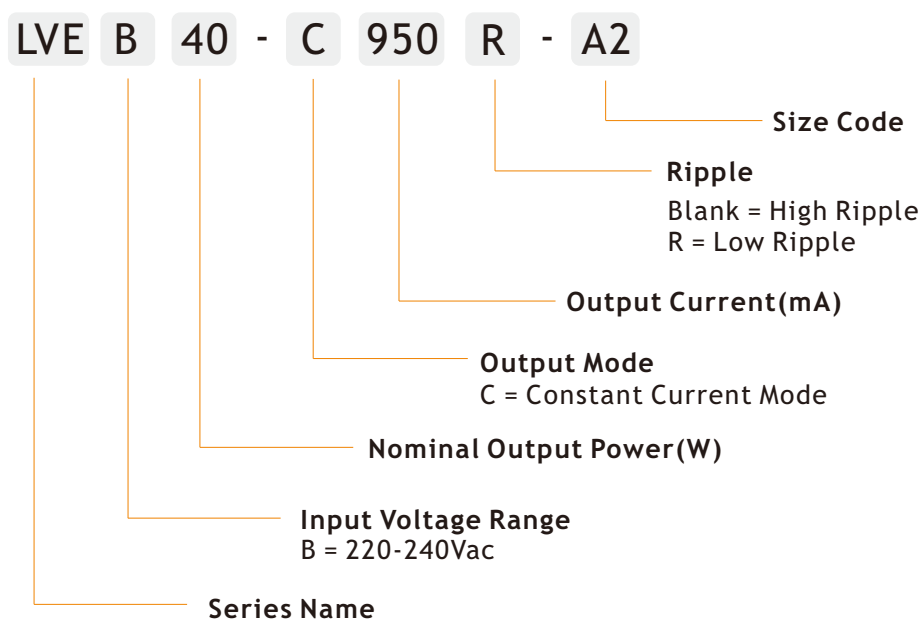 LVE B 40 - C 950 R - A2
Size Code
Ripple
Blank = High Ripple
R = Low Ripple
Output Current(mA)
Output Mode
C = Constant Current Mode
Nominal Output Power(W)
Input Voltage Range
B = 220-240Vac
Series Name